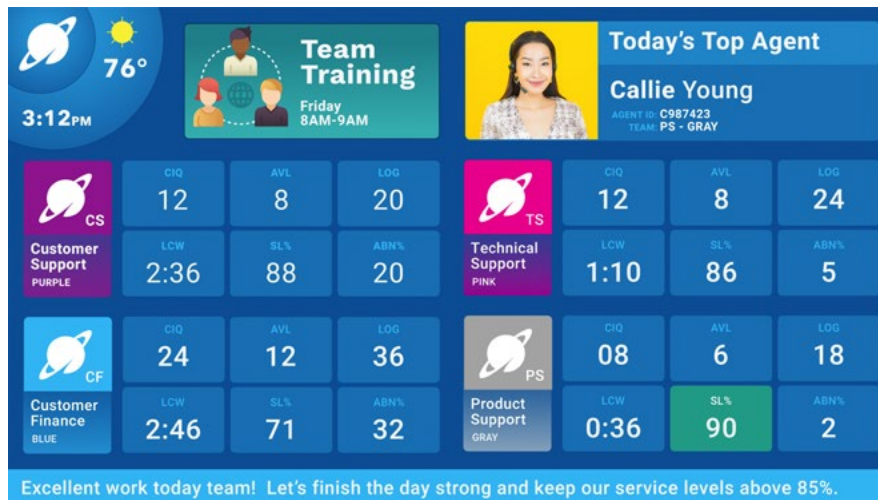 76°
3:12PM
Team
Training
Friday
8AM-9AM
Today's Top Agent
Callie Young
AGENT ID: C987423
TEAM: PS - GRAY
CS
Customer
Support
PURPLE
CIQ AVL LOG
12 8 20
LCW SL% ABN%
2:36 88 20
TS
Technical
Support
PINK
CIQ AVL LOG
12 8 24
LCW SL% ABN%
1:10 86 5
CF
Customer
Finance
BLUE
CIQ AVL LOG
24 12 36
LCW SL% ABN%
2:46 71 32
PS
Product
Support
GRAY
CIQ AVL LOG
08 6 18
LCW SL% ABN%
0:36 90 2
Excellent work today team! Let's finish the day strong and keep our service levels above 85%.